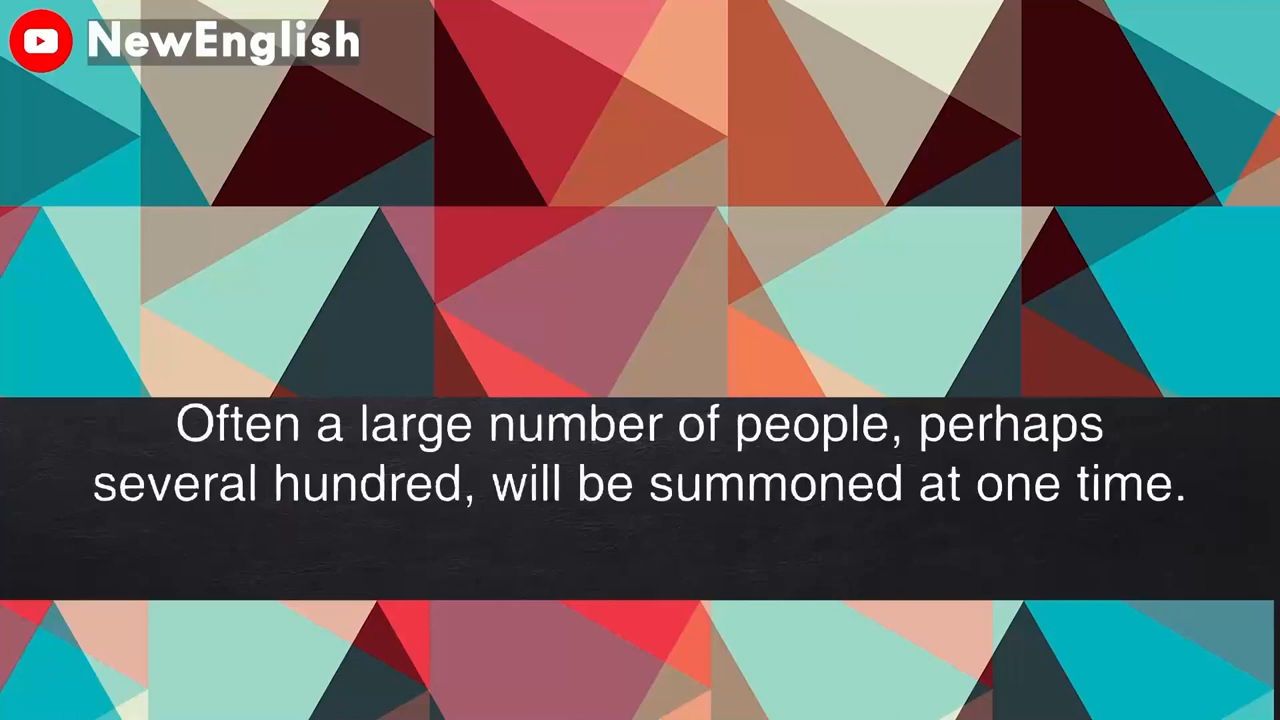 NewEnglish
Often a large number of people, perhaps
several hundred, will be summoned at one time.